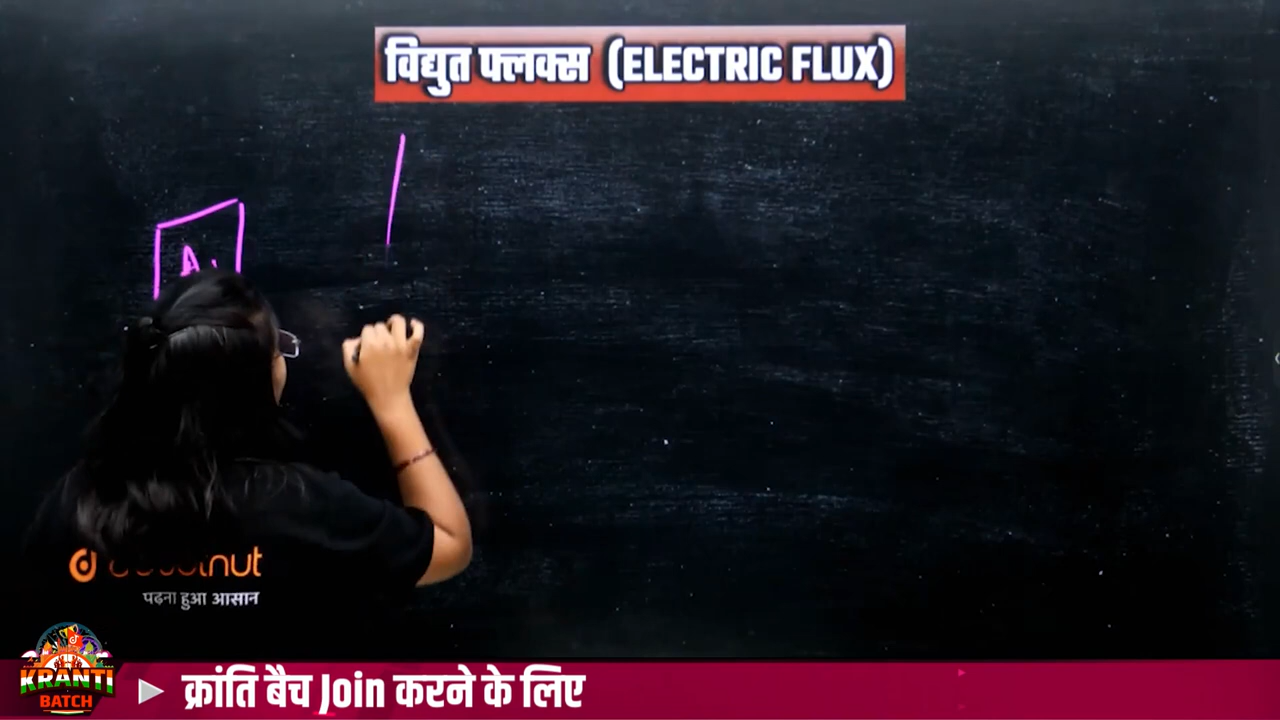 विद्युत फ्लक्स (ELECTRIC FLUX)
A
पढ़ना हुआ आसान
KRANTI
BATCH
क्रांति बैच Join करने के लिए